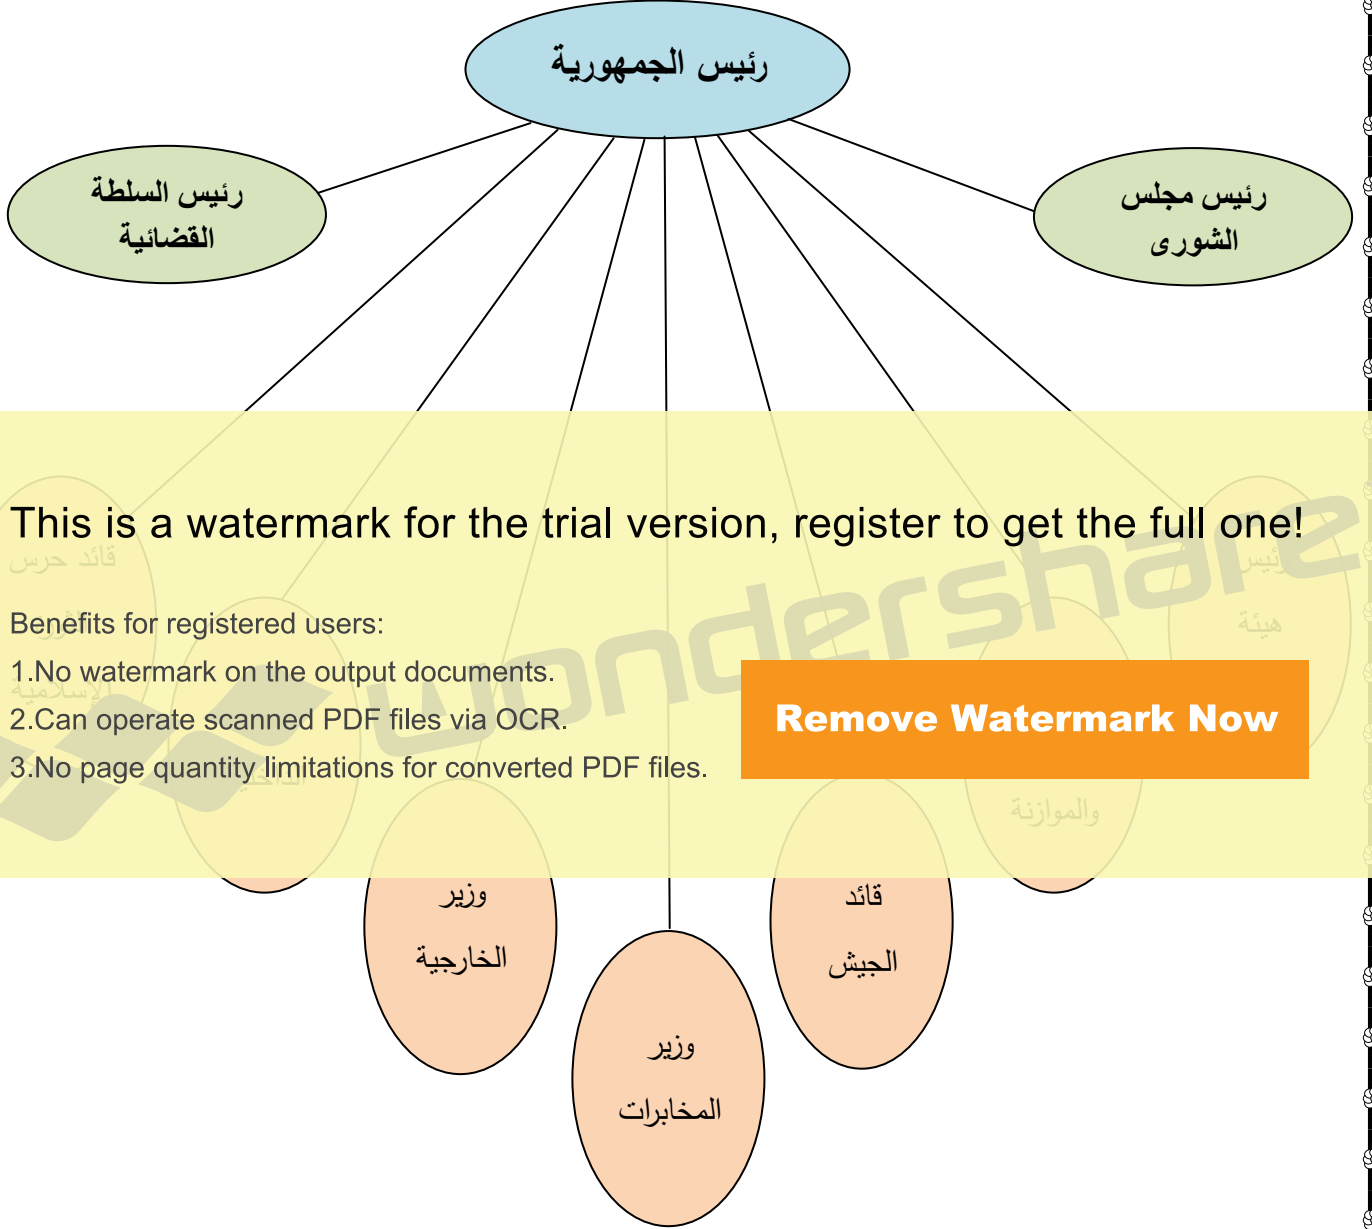 رئيس الجمهورية
رئيس مجلس
الشورى
رئيس السلطة
القضائية
This is a watermark for the trial version, register to get the full one!
Benefits for registered users:
1.No watermark on the output documents.
2.Can operate scanned PDF files via OCR.
3.No page quantity limitations for converted PDF files.
Remove Watermark Now
wondershare
رئيس
هيئة
والموازنة
قائد
الجيش
وزير
المخابرات
وزير
الخارجية
الداخلية
قائد حرس
الثورة
الإسلامية